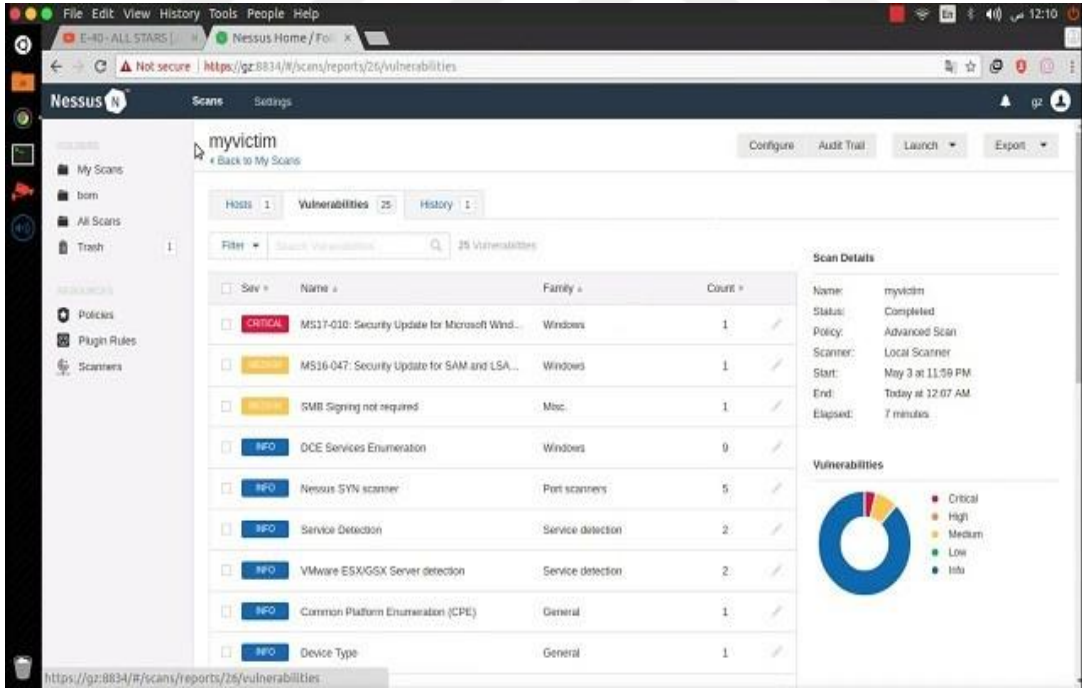 File Edit View History Tools People Help
En 12:10 ص
E-40 - ALL STARS [
Nessus Home / Fol
Not secure https://gz:8834/#/scans/reports/26/vulnerabilities
Nessus N Scans Settings gz
FOLDERS
My Scans
bom
All Scans
Trash 1
RESOURCES
Policies
Plugin Rules
Scanners
myvictim
Back to My Scans
Configure Audit Trail Launch Export
Hosts 1 Vulnerabilities 25 History 1
Filter Search Vulnerabilities 25 Vulnerabilities
Sev Name Family Count
CRITICAL MS17-010: Security Update for Microsoft Wind... Windows 1
MEDIUM MS16-047: Security Update for SAM and LSA... Windows 1
MEDIUM SMB Signing not required Misc. 1
INFO DCE Services Enumeration Windows 9
INFO Nessus SYN scanner Port scanners 5
INFO Service Detection Service detection 2
INFO VMware ESX/GSX Server detection Service detection 2
INFO Common Platform Enumeration (CPE) General 1
INFO Device Type General 1
Scan Details
Name: myvictim
Status: Completed
Policy: Advanced Scan
Scanner: Local Scanner
Start: May 3 at 11:59 PM
End: Today at 12:07 AM
Elapsed: 7 minutes
Vulnerabilities
Critical
High
Medium
Low
Info
https://gz:8834/#/scans/reports/26/vulnerabilities